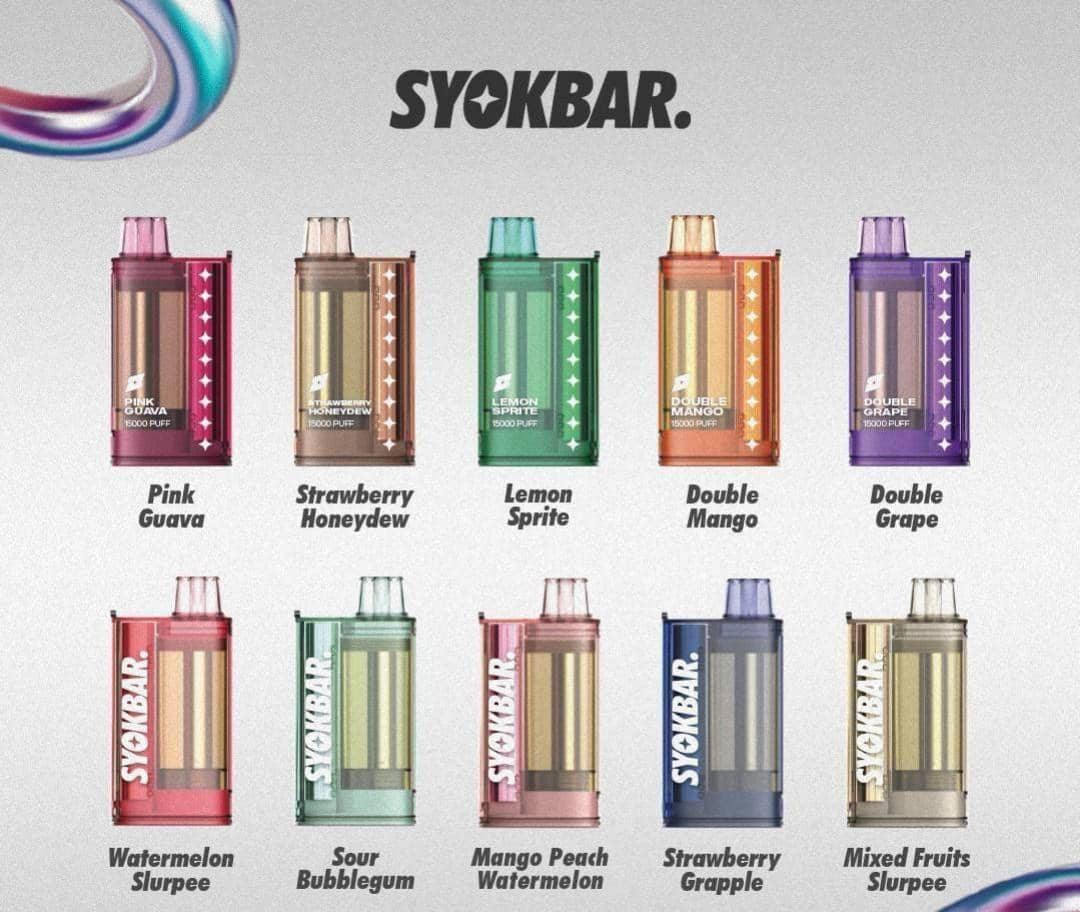 SYOKBAR.
PINK
GUAVA
15000 PUFF
STRAWBERRY
HONEYDEW
15000 PUFF
LEMON
SPRITE
15000 PUFF
DOUBLE
MANGO
15000 PUFF
DOUBLE
GRAPE
15000 PUFF
Pink
Guava
Strawberry
Honeydew
Lemon
Sprite
Double
Mango
Double
Grape
SYOKBAR.
SYOKBAR.
SYOKBAR.
SYOKBAR.
SYOKBAR.
Watermelon
Slurpee
Sour
Bubblegum
Mango Peach
Watermelon
Strawberry
Grapple
Mixed Fruits
Slurpee